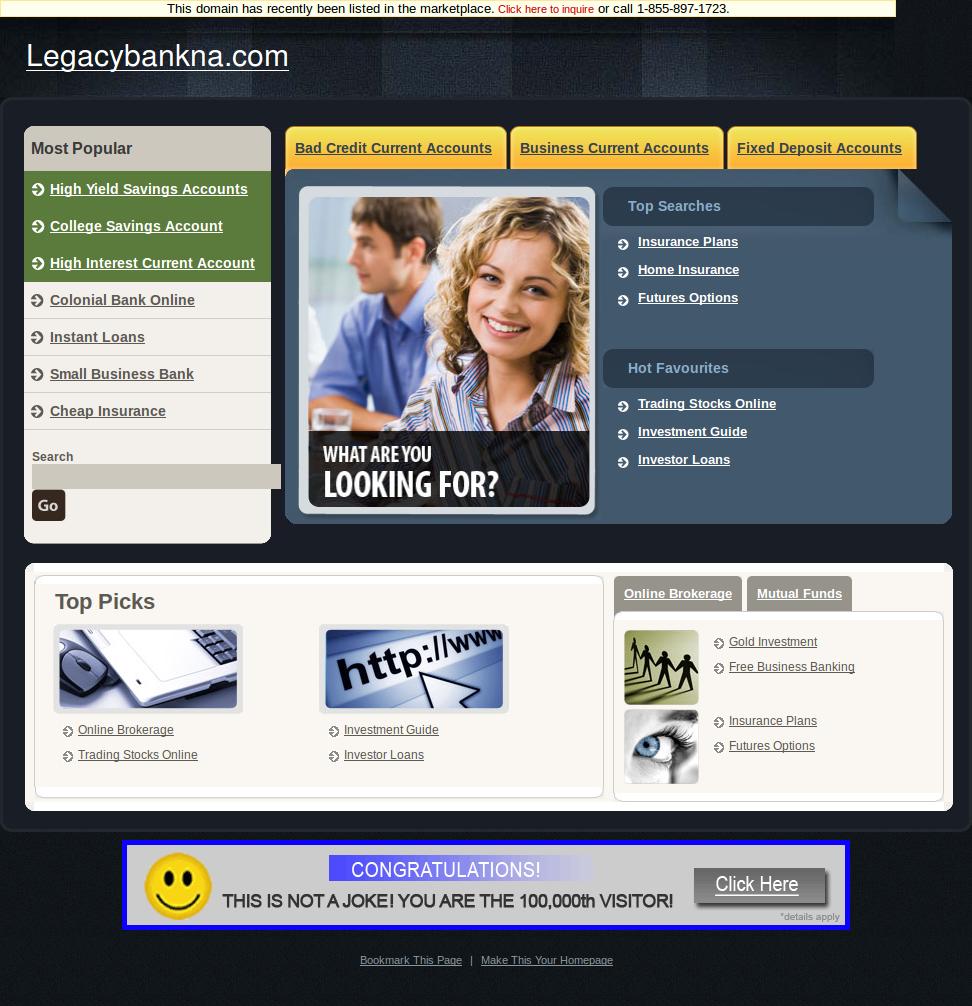 This domain has recently been listed in the marketplace. Click here to inquire or call 1-855-897-1723.
Legacybankna.com
Most Popular
High Yield Savings Accounts
College Savings Account
High Interest Current Account
Colonial Bank Online
Instant Loans
Small Business Bank
Cheap Insurance
Search
Go
Bad Credit Current Accounts
Business Current Accounts
Fixed Deposit Accounts
WHAT ARE YOU
LOOKING FOR?
Top Searches
Insurance Plans
Home Insurance
Futures Options
Hot Favourites
Trading Stocks Online
Investment Guide
Investor Loans
Top Picks
http://www
Online Brokerage
Trading Stocks Online
Investment Guide
Investor Loans
Online Brokerage
Mutual Funds
Gold Investment
Free Business Banking
Insurance Plans
Futures Options
CONGRATULATIONS!
THIS IS NOT A JOKE! YOU ARE THE 100,000th VISITOR!
Click Here
*details apply
Bookmark This Page | Make This Your Homepage